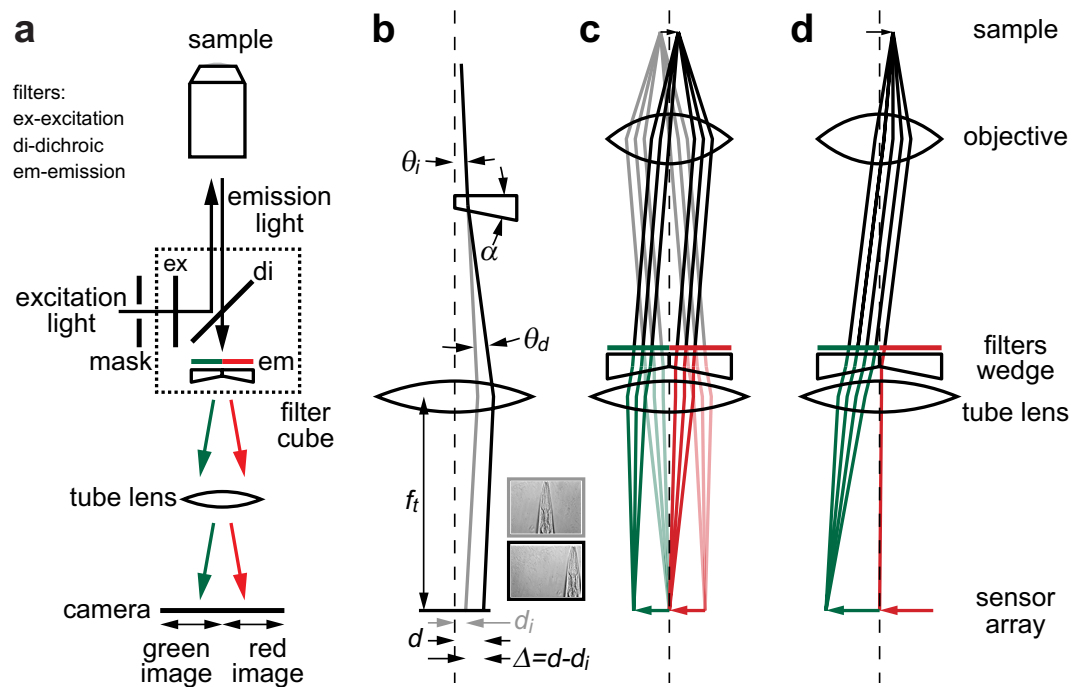 a
sample
filters:
ex-excitation
di-dichroic
em-emission
emission
light
ex
di
excitation
light
mask
em
filter
cube
tube lens
camera
green
image
red
image
b
θi
α
θd
ft
di
d
Δ=d-di
c
d
sample
objective
filters
wedge
tube lens
sensor
array